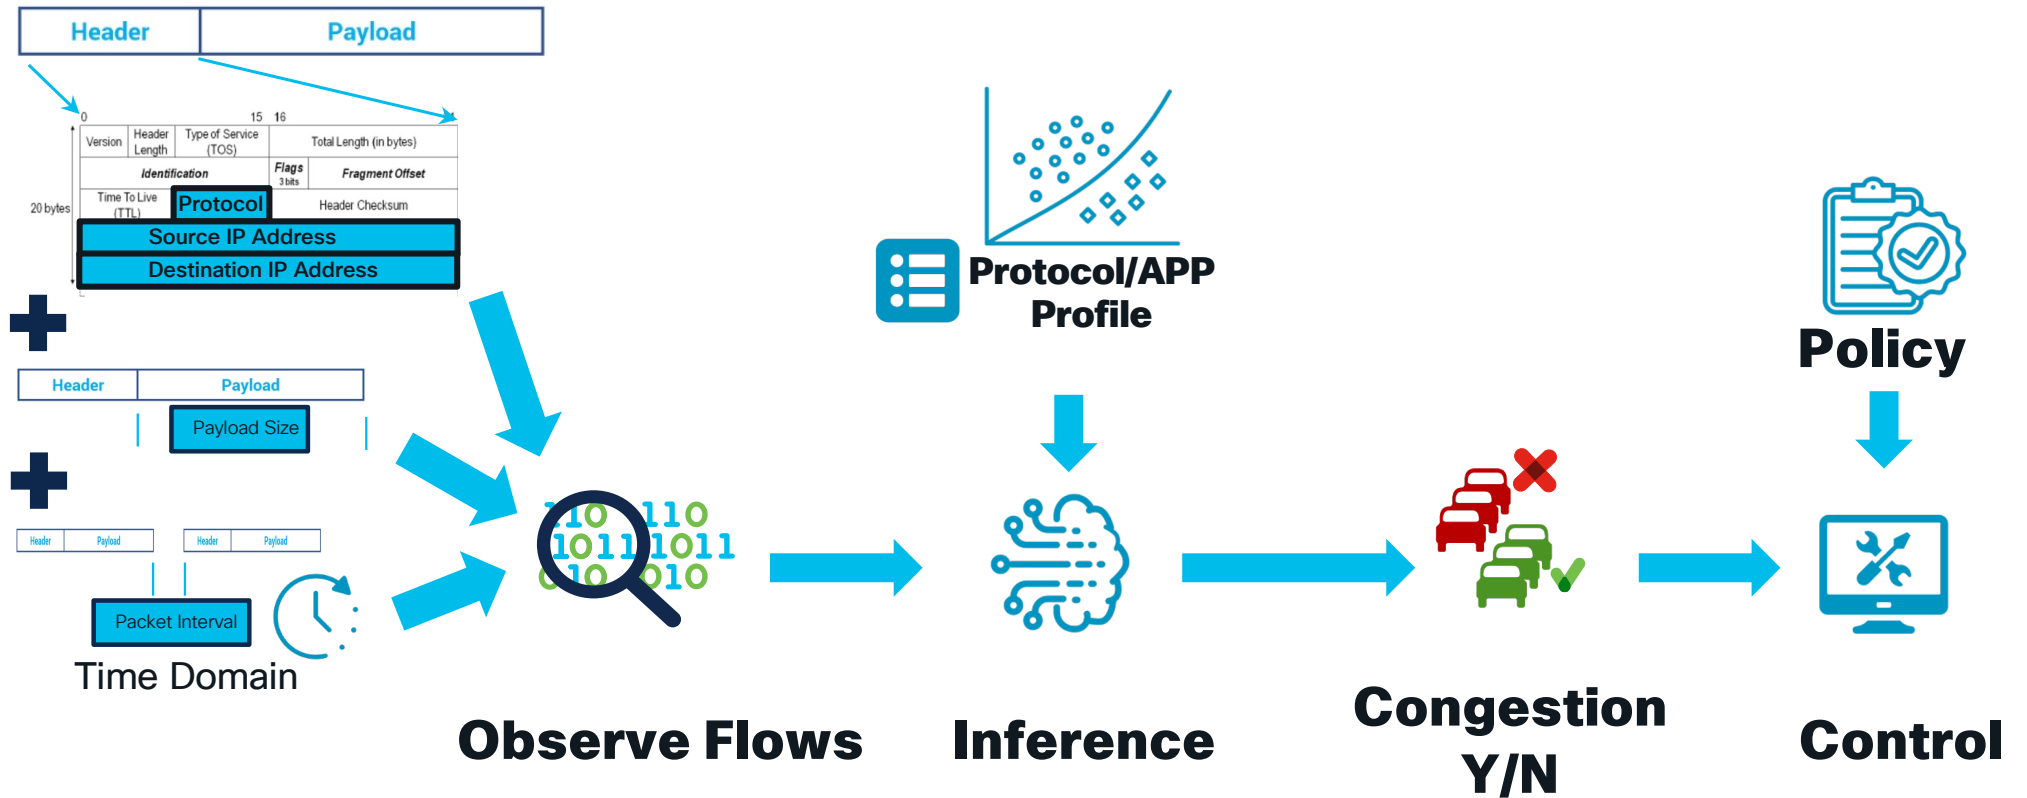 Header Payload
0 15 16
Version Header Length Type of Service (TOS) Total Length (in bytes)
Identification Flags 3 bits Fragment Offset
20 bytes Time To Live (TTL) Protocol Header Checksum
Source IP Address
Destination IP Address
Header Payload
Payload Size
Header Payload Header Payload
Packet Interval
Time Domain
110 110
1011 1011
010 010
Observe Flows
Protocol/APP
Profile
Inference
Congestion
Y/N
Policy
Control